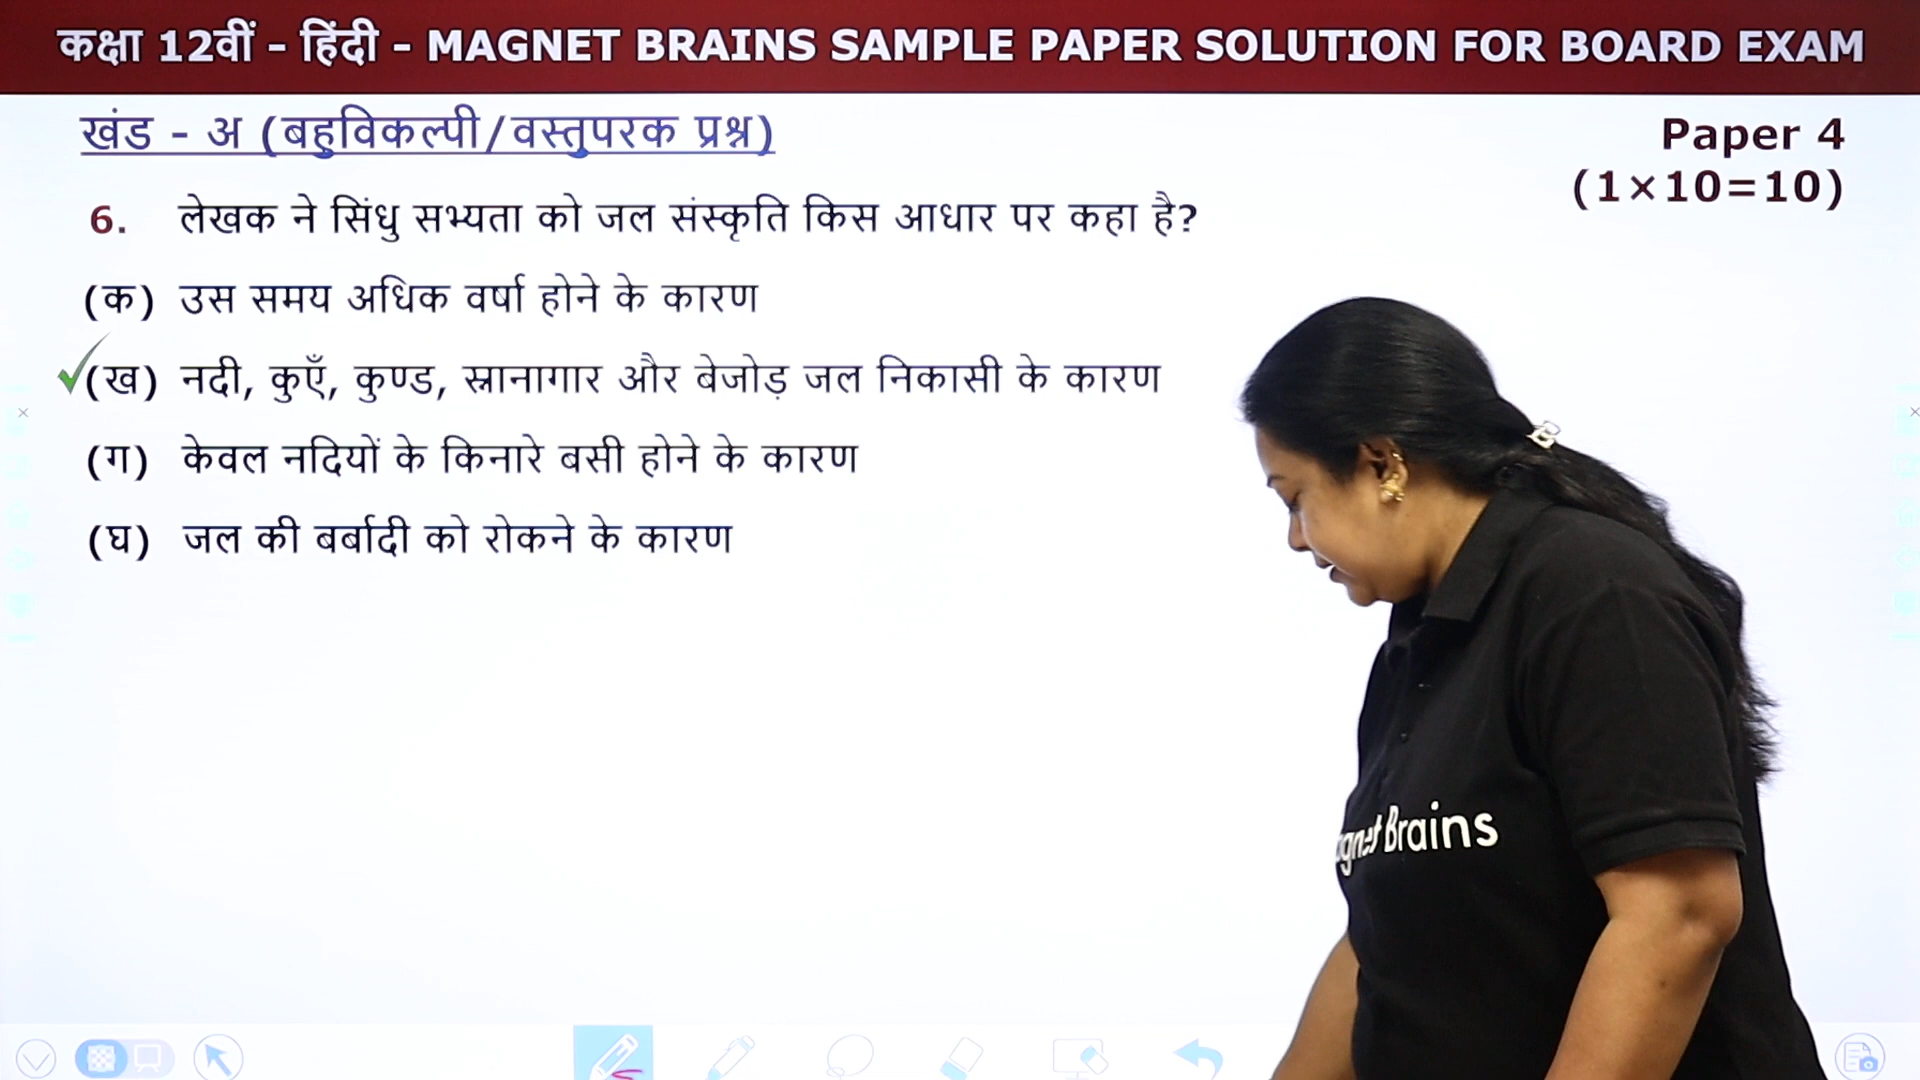 कक्षा 12वीं – हिंदी – MAGNET BRAINS SAMPLE PAPER SOLUTION FOR BOARD EXAM
खंड - अ (बहुविकल्पी/वस्तुपरक प्रश्न)
Paper 4
(1×10=10)
6. लेखक ने सिंधु सभ्यता को जल संस्कृति किस आधार पर कहा है?
(क) उस समय अधिक वर्षा होने के कारण
(ख) नदी, कुएँ, कुण्ड, स्नानागार और बेजोड़ जल निकासी के कारण
(ग) केवल नदियों के किनारे बसी होने के कारण
(घ) जल की बर्बादी को रोकने के कारण
Brains